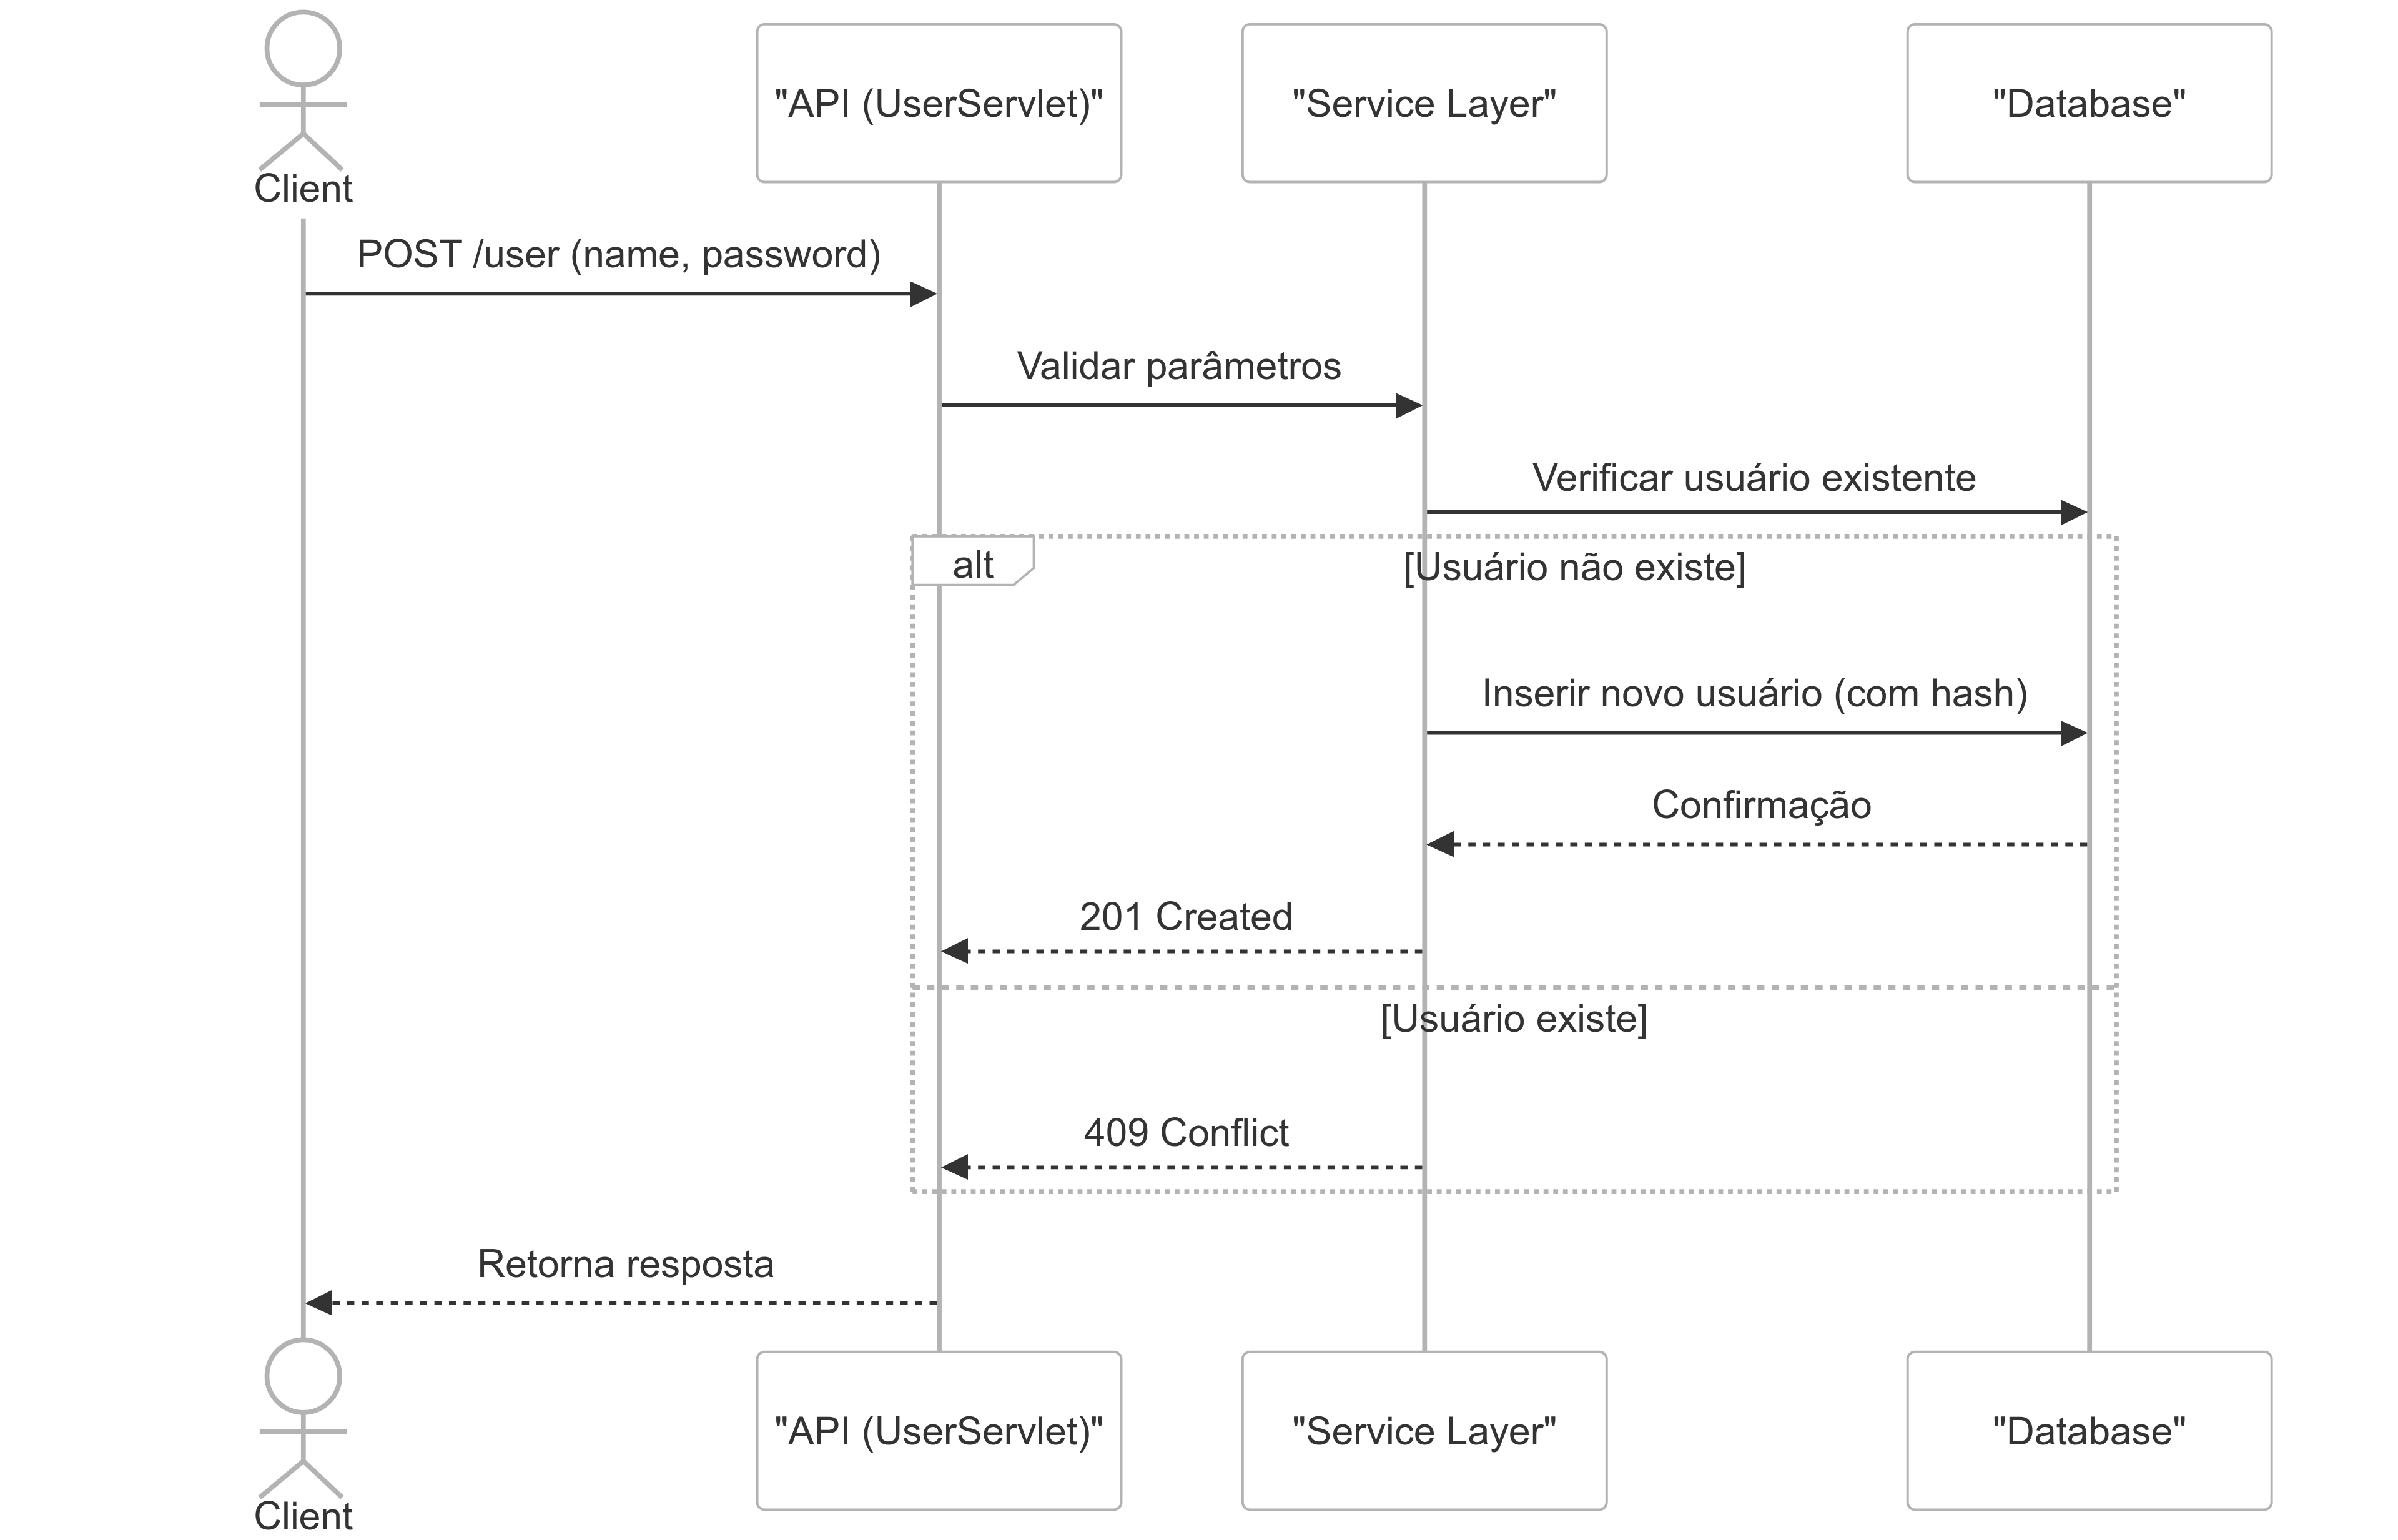 Client
"API (UserServlet)"
"Service Layer"
"Database"
POST /user (name, password)
Validar parâmetros
Verificar usuário existente
alt
[Usuário não existe]
Inserir novo usuário (com hash)
Confirmação
201 Created
[Usuário existe]
409 Conflict
Retorna resposta
Client
"API (UserServlet)"
"Service Layer"
"Database"